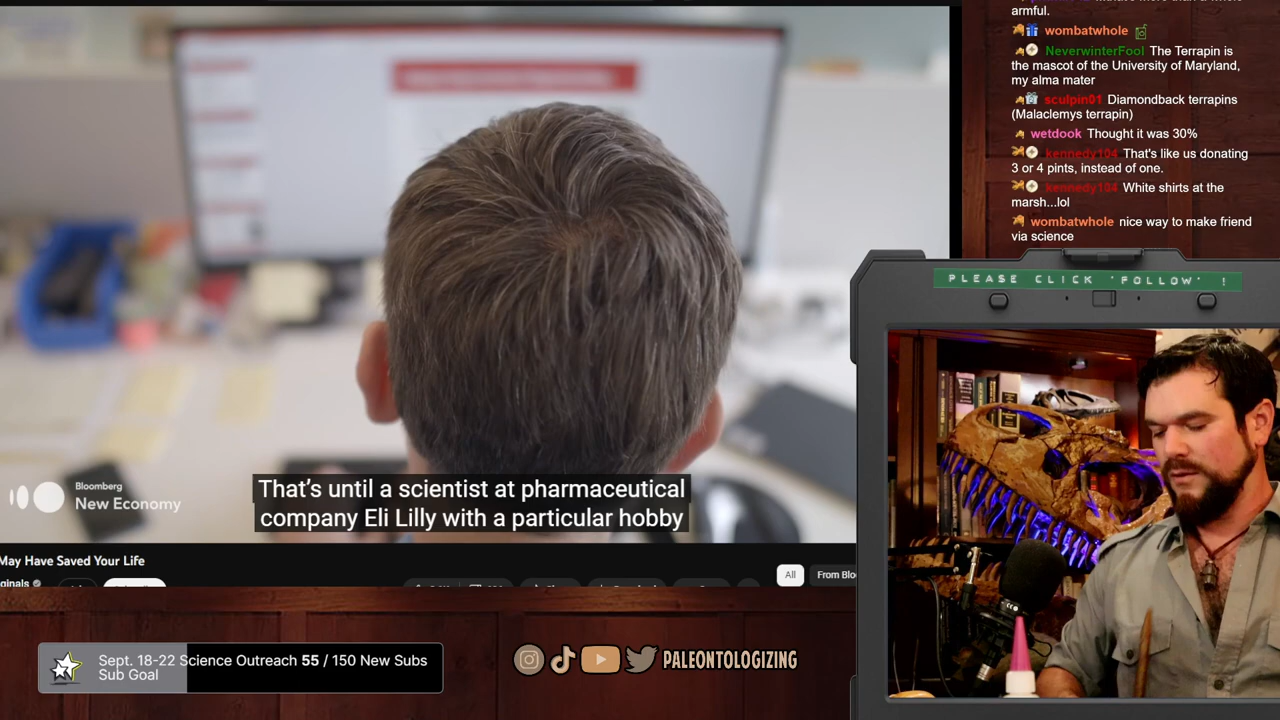 armful.
wombatwhole
NeverwinterFool The Terrapin is
the mascot of the University of Maryland,
my alma mater
sculpin01 Diamondback terrapins
(Malaclemys terrapin)
wetdook Thought it was 30%
kennedy104 That's like us donating
3 or 4 pints, instead of one.
kennedy104 White shirts at the
marsh...lol
wombatwhole nice way to make friend
via science
PLEASE CLICK 'FOLLOW' !
That's until a scientist at pharmaceutical
company Eli Lilly with a particular hobby
Bloomberg
New Economy
May Have Saved Your Life
ginals
All
From Blo
Sept. 18-22 Science Outreach 55 / 150 New Subs
Sub Goal
PALEONTOLOGIZING